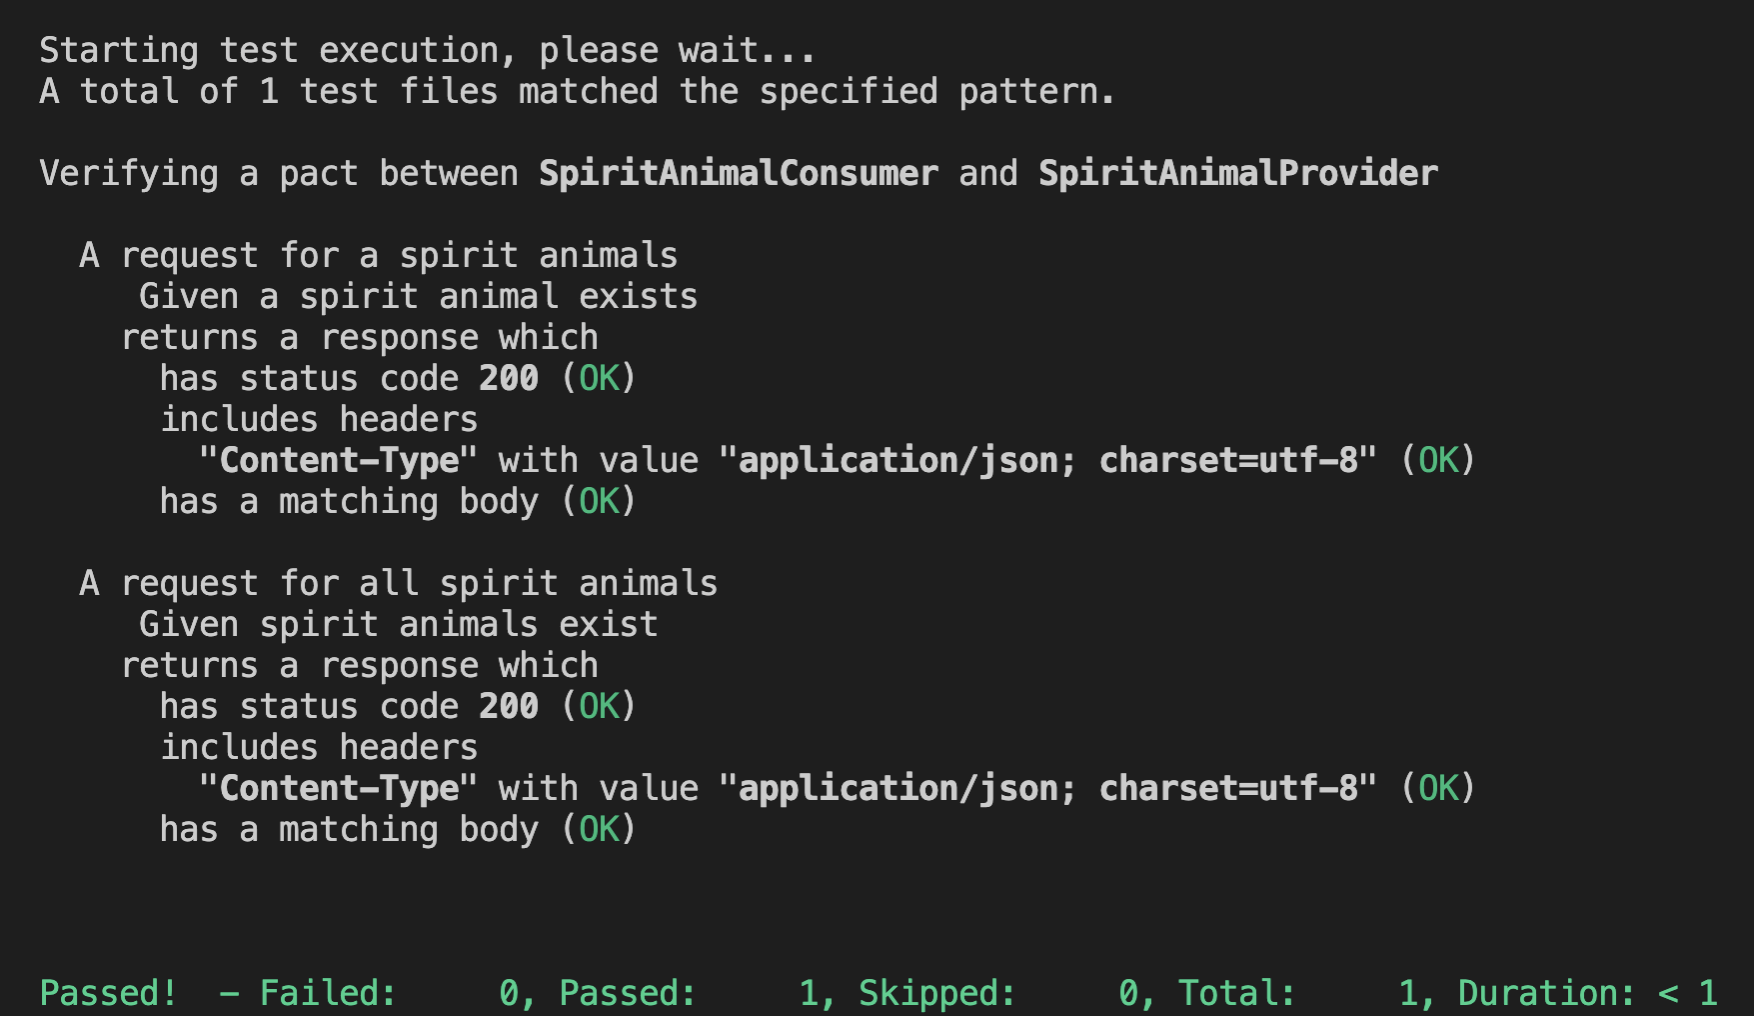 Starting test execution, please wait...
A total of 1 test files matched the specified pattern.
Verifying a pact between SpiritAnimalConsumer and SpiritAnimalProvider
A request for a spirit animals
Given a spirit animal exists
returns a response which
has status code 200 (OK)
includes headers
"Content-Type" with value "application/json; charset=utf-8" (OK)
has a matching body (OK)
A request for all spirit animals
Given spirit animals exist
returns a response which
has status code 200 (OK)
includes headers
"Content-Type" with value "application/json; charset=utf-8" (OK)
has a matching body (OK)
Passed!  - Failed:     0, Passed:     1, Skipped:     0, Total:     1, Duration: < 1